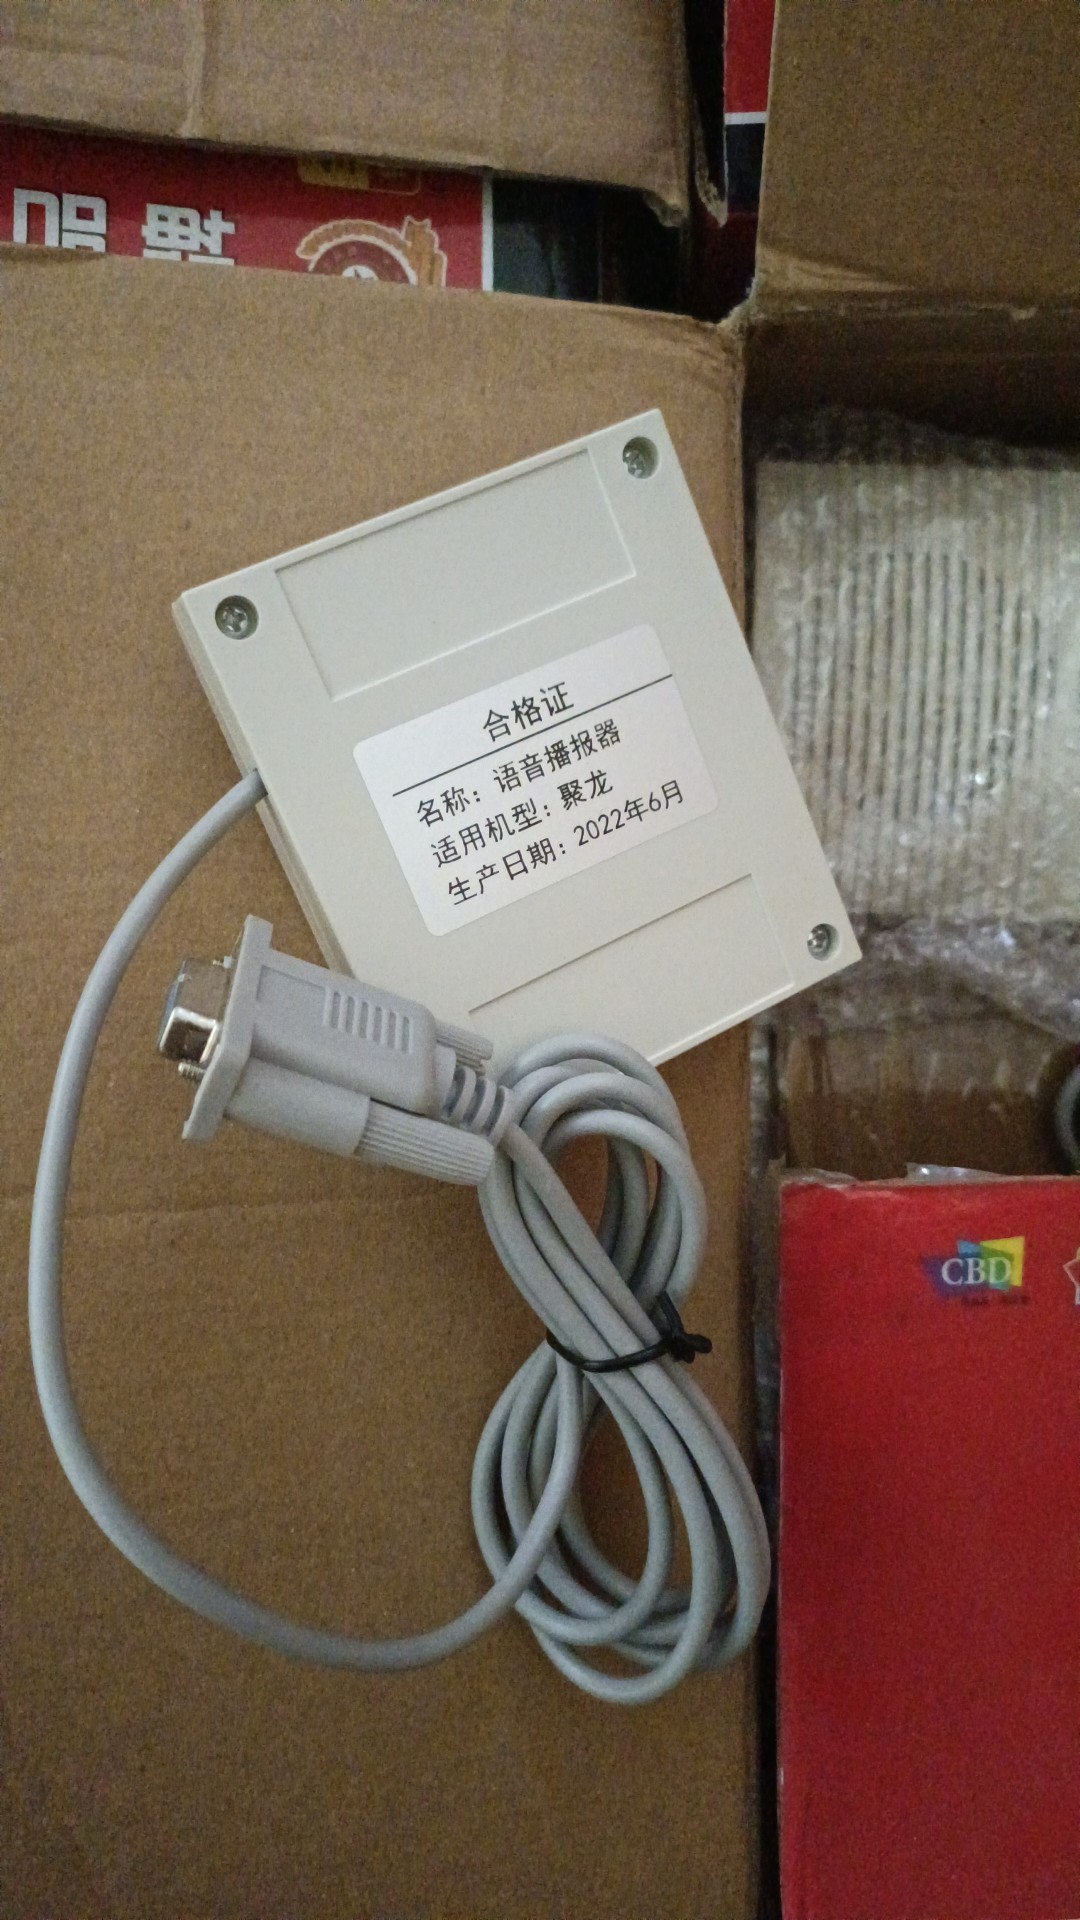 合格证
名称：语音播报器
适用机型：聚龙
生产日期：2022年6月
CBD